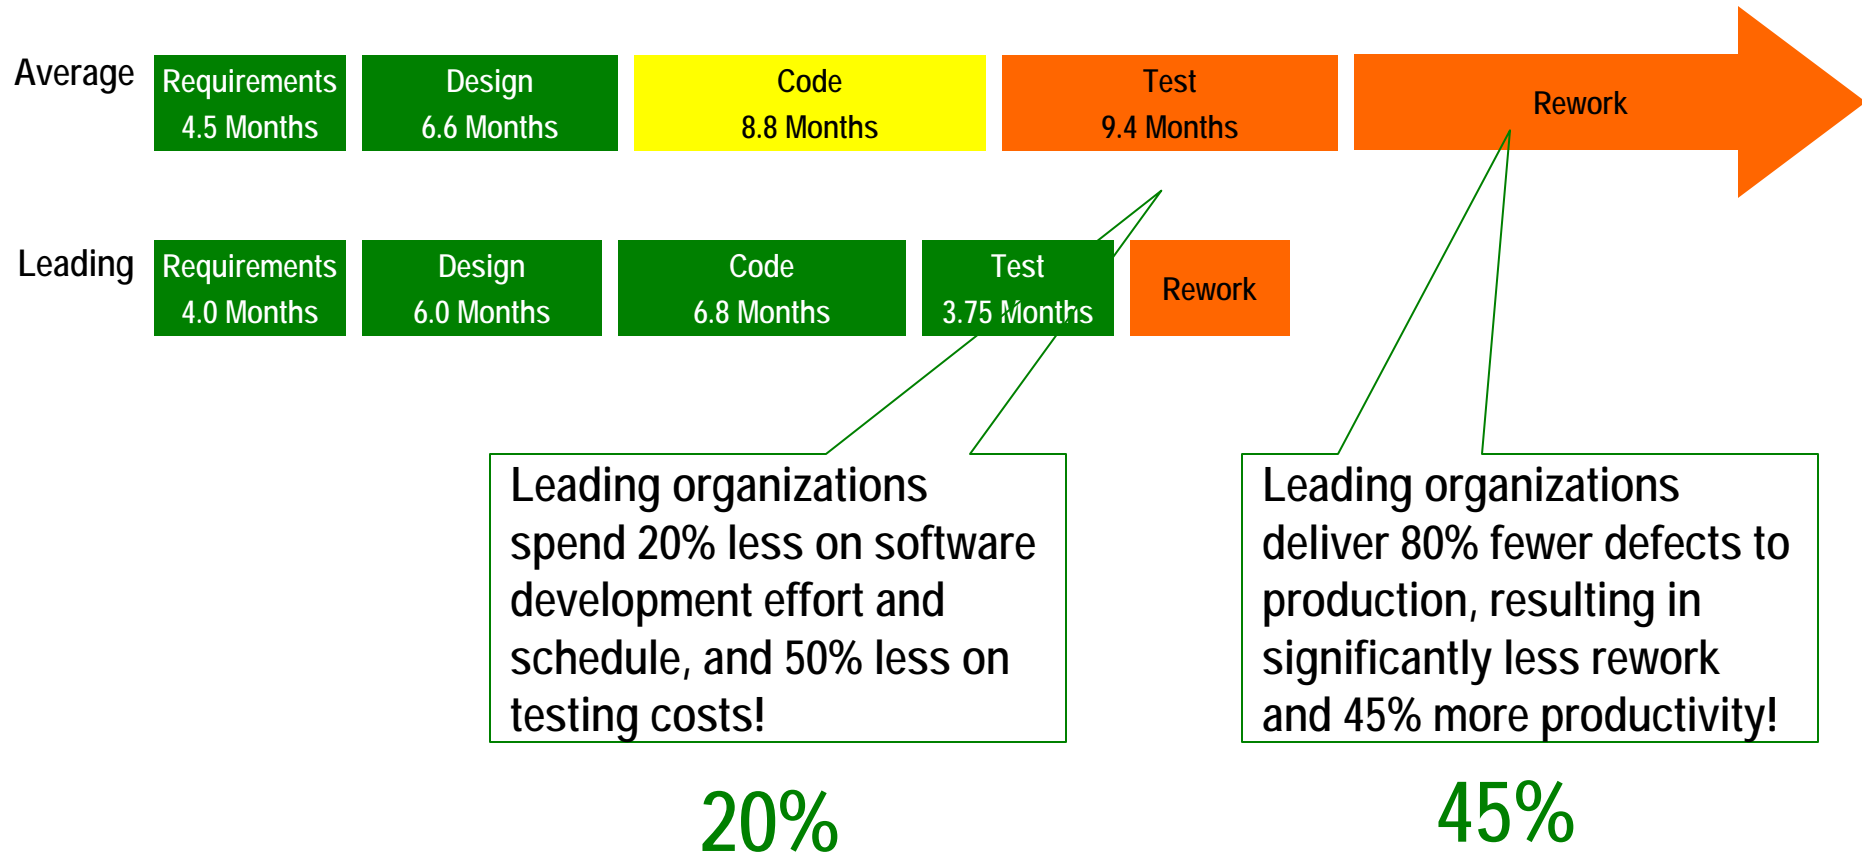 Average
Requirements
4.5 Months
Design
6.6 Months
Code
8.8 Months
Test
9.4 Months
Rework
Leading
Requirements
4.0 Months
Design
6.0 Months
Code
6.8 Months
Test
3.75 Months
Rework
Leading organizations
spend 20% less on software
development effort and
schedule, and 50% less on
testing costs!
Leading organizations
deliver 80% fewer defects to
production, resulting in
significantly less rework
and 45% more productivity!
20%
45%